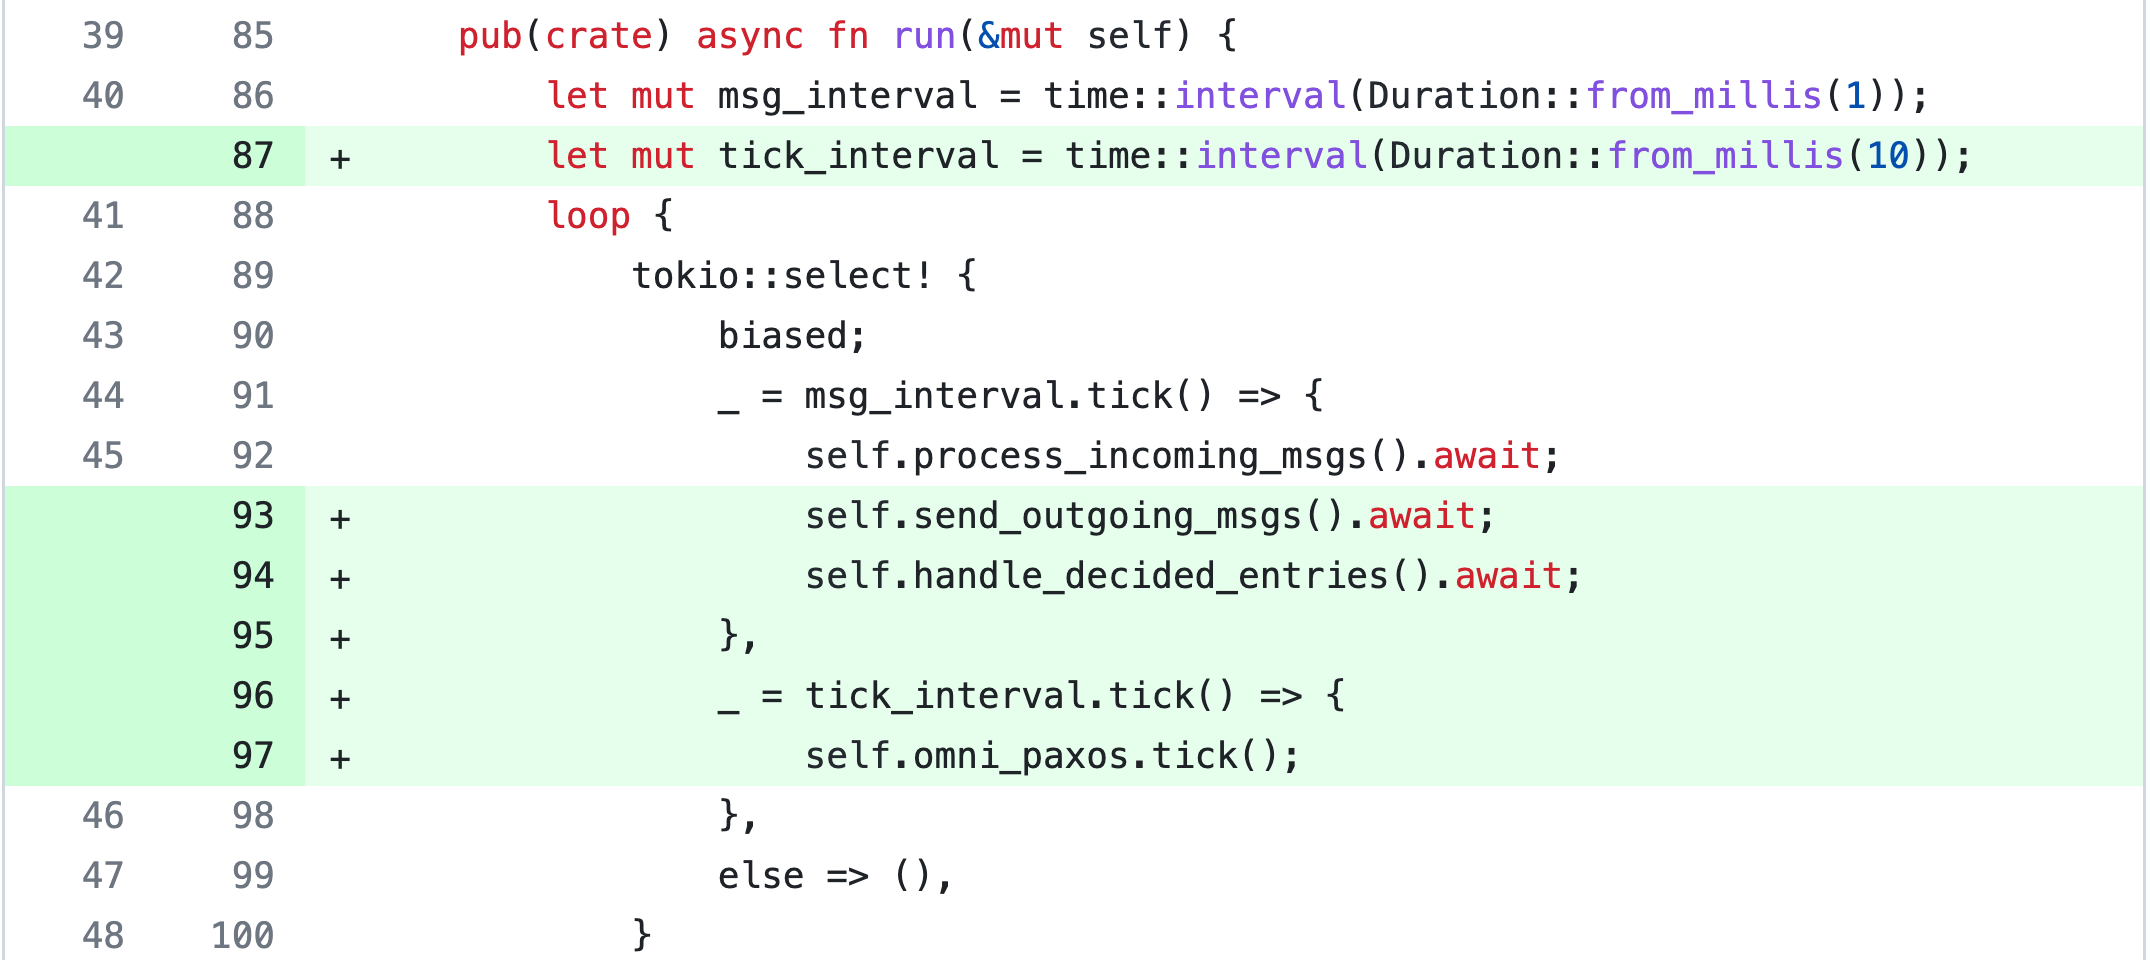 39 85 pub(crate) async fn run(&mut self) {
40 86 let mut msg_interval = time::interval(Duration::from_millis(1));
87 + let mut tick_interval = time::interval(Duration::from_millis(10));
41 88 loop {
42 89 tokio::select! {
43 90 biased;
44 91 _ = msg_interval.tick() => {
45 92 self.process_incoming_msgs().await;
93 + self.send_outgoing_msgs().await;
94 + self.handle_decided_entries().await;
95 + },
96 + _ = tick_interval.tick() => {
97 + self.omni_paxos.tick();
46 98 },
47 99 else => (),
48 100 }